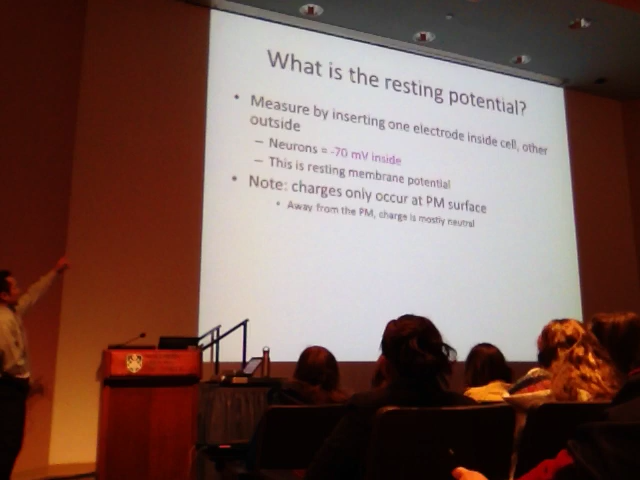 What is the resting potential?
• Measure by inserting one electrode inside cell, other
outside
– Neurons = -70 mV inside
– This is resting membrane potential
• Note: charges only occur at PM surface
• Away from the PM, charge is mostly neutral